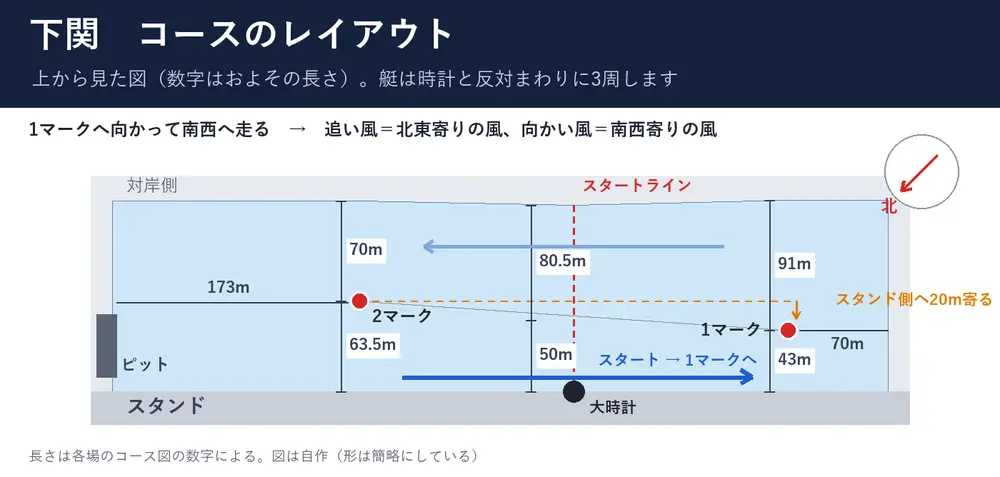 下関　コースのレイアウト
上から見た図（数字はおよその長さ）。艇は時計と反対まわりに3周します
1マークへ向かって南西へ走る　→　追い風＝北東寄りの風、向かい風＝南西寄りの風
対岸側
スタートライン
北
70m
80.5m
91m
173m
スタンド側へ20m寄る
2マーク
1マーク
63.5m
50m
スタート → 1マークへ
43m
70m
ピット
スタンド
大時計
長さは各場のコース図の数字による。図は自作（形は簡略にしている）